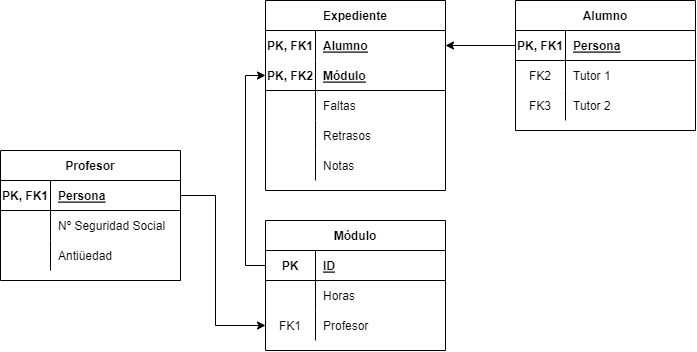 Expediente
PK, FK1 Alumno
PK, FK2 Módulo
Faltas
Retrasos
Notas
Alumno
PK, FK1 Persona
FK2 Tutor 1
FK3 Tutor 2
Profesor
PK, FK1 Persona
Nº Seguridad Social
Antiüedad
Módulo
PK ID
Horas
FK1 Profesor